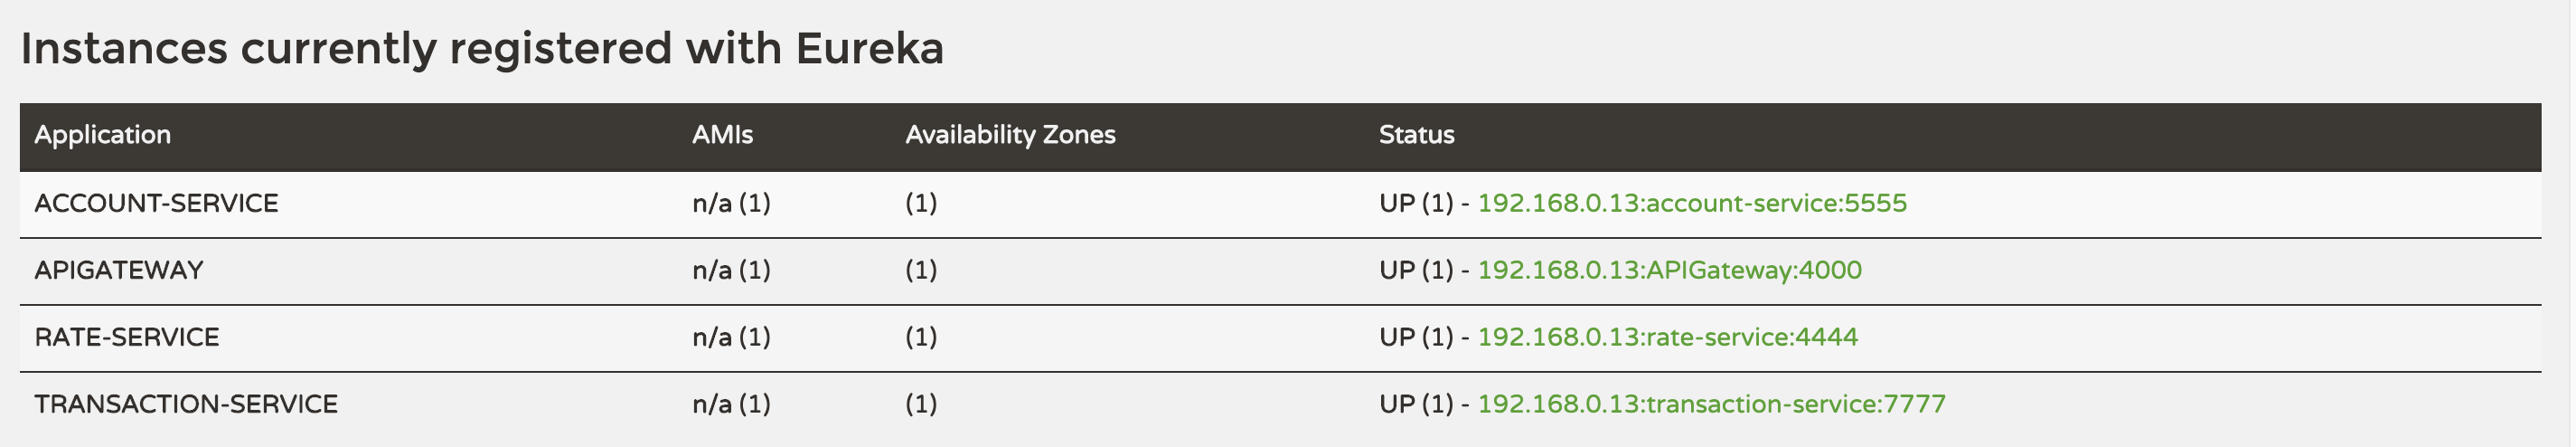 Instances currently registered with Eureka
Application AMIs Availability Zones Status
ACCOUNT-SERVICE n/a (1) (1) UP (1) - 192.168.0.13:account-service:5555
APIGATEWAY n/a (1) (1) UP (1) - 192.168.0.13:APIGateway:4000
RATE-SERVICE n/a (1) (1) UP (1) - 192.168.0.13:rate-service:4444
TRANSACTION-SERVICE n/a (1) (1) UP (1) - 192.168.0.13:transaction-service:7777